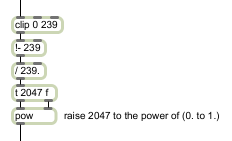 clip 0 239
!- 239
/ 239.
t 2047 f
pow raise 2047 to the power of (0. to 1.)